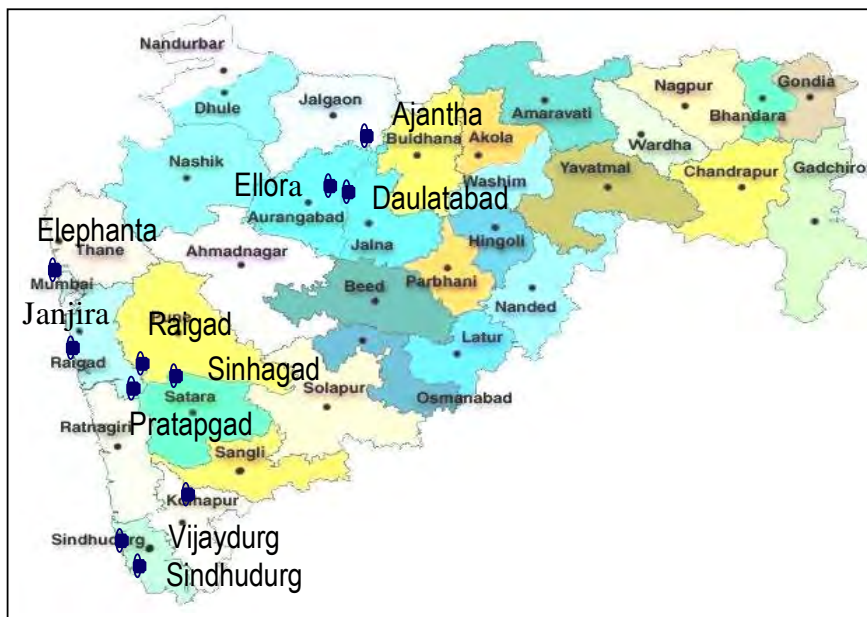 Nandurbar
Dhule
Jalgaon
Ajantha
Buldhana
Akola
Amaravati
Nagpur
Bhandara
Gondia
Wardha
Nashik
Ellora
Daulatabad
Washim
Yavatmal
Chandrapur
Gadchiro
Aurangabad
Jalna
Hingoli
Elephanta
Thane
Ahmadnagar
Mumbai
Beed
Parbhani
Nanded
Janjira
Raigad
Pune
Latur
Raigad
Sinhagad
Solapur
Osmanabad
Satara
Ratnagiri
Pratapgad
Sangli
Kolhapur
Sindhudurg
Vijaydurg
Sindhudurg